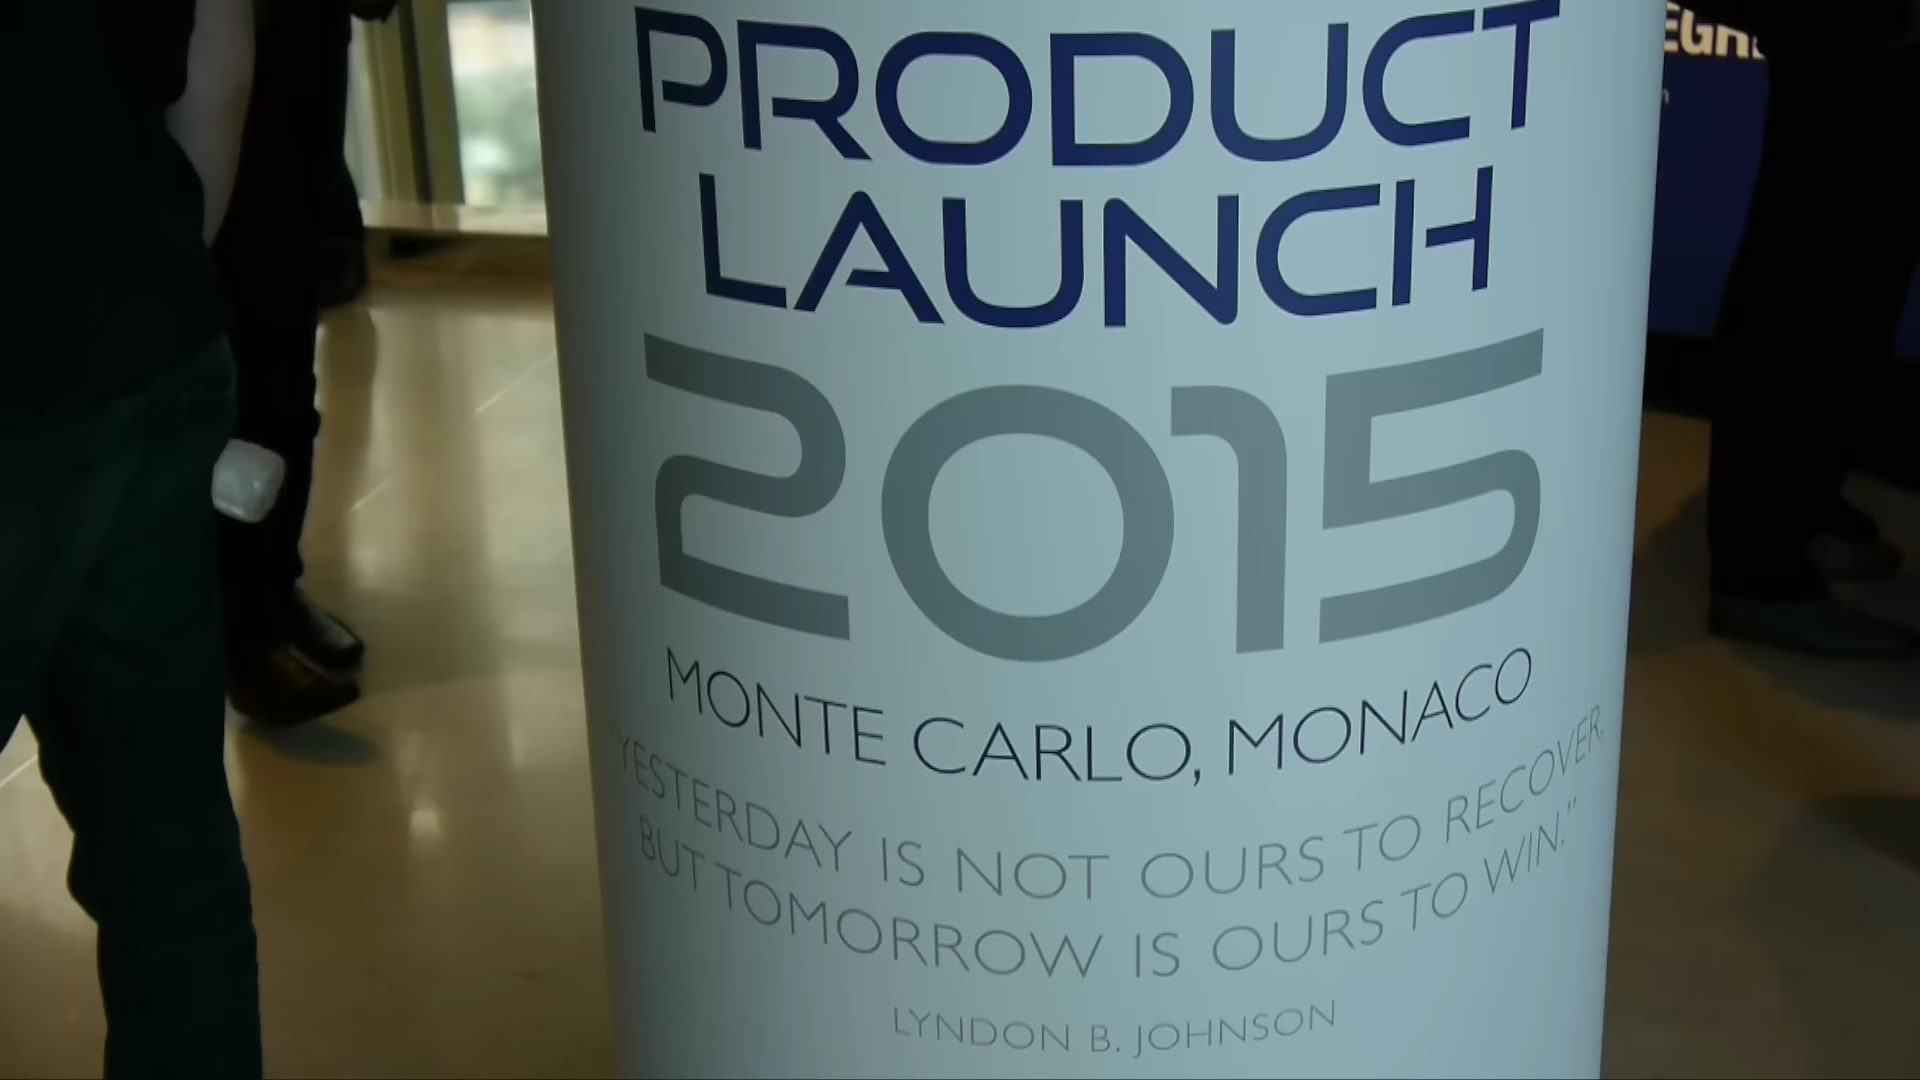 PRODUCT
LAUNCH
2015
MONTE CARLO, MONACO
"YESTERDAY IS NOT OURS TO RECOVER,
BUT TOMORROW IS OURS TO WIN."
LYNDON B. JOHNSON